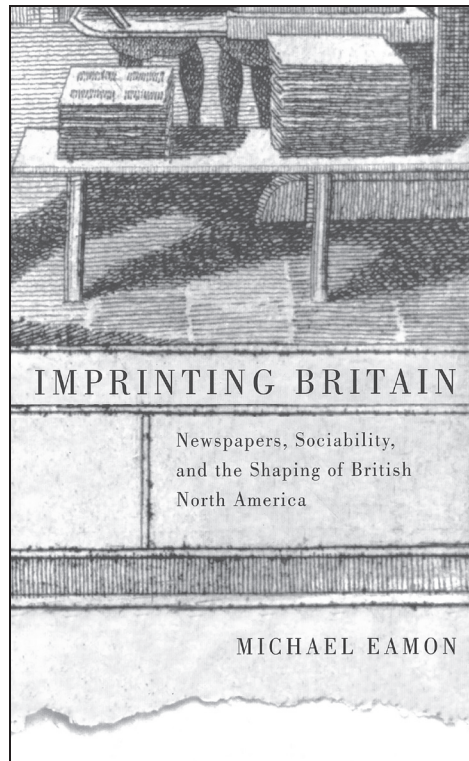 IMPRINTING BRITAIN
Newspapers, Sociability,
and the Shaping of British
North America
MICHAEL EAMON